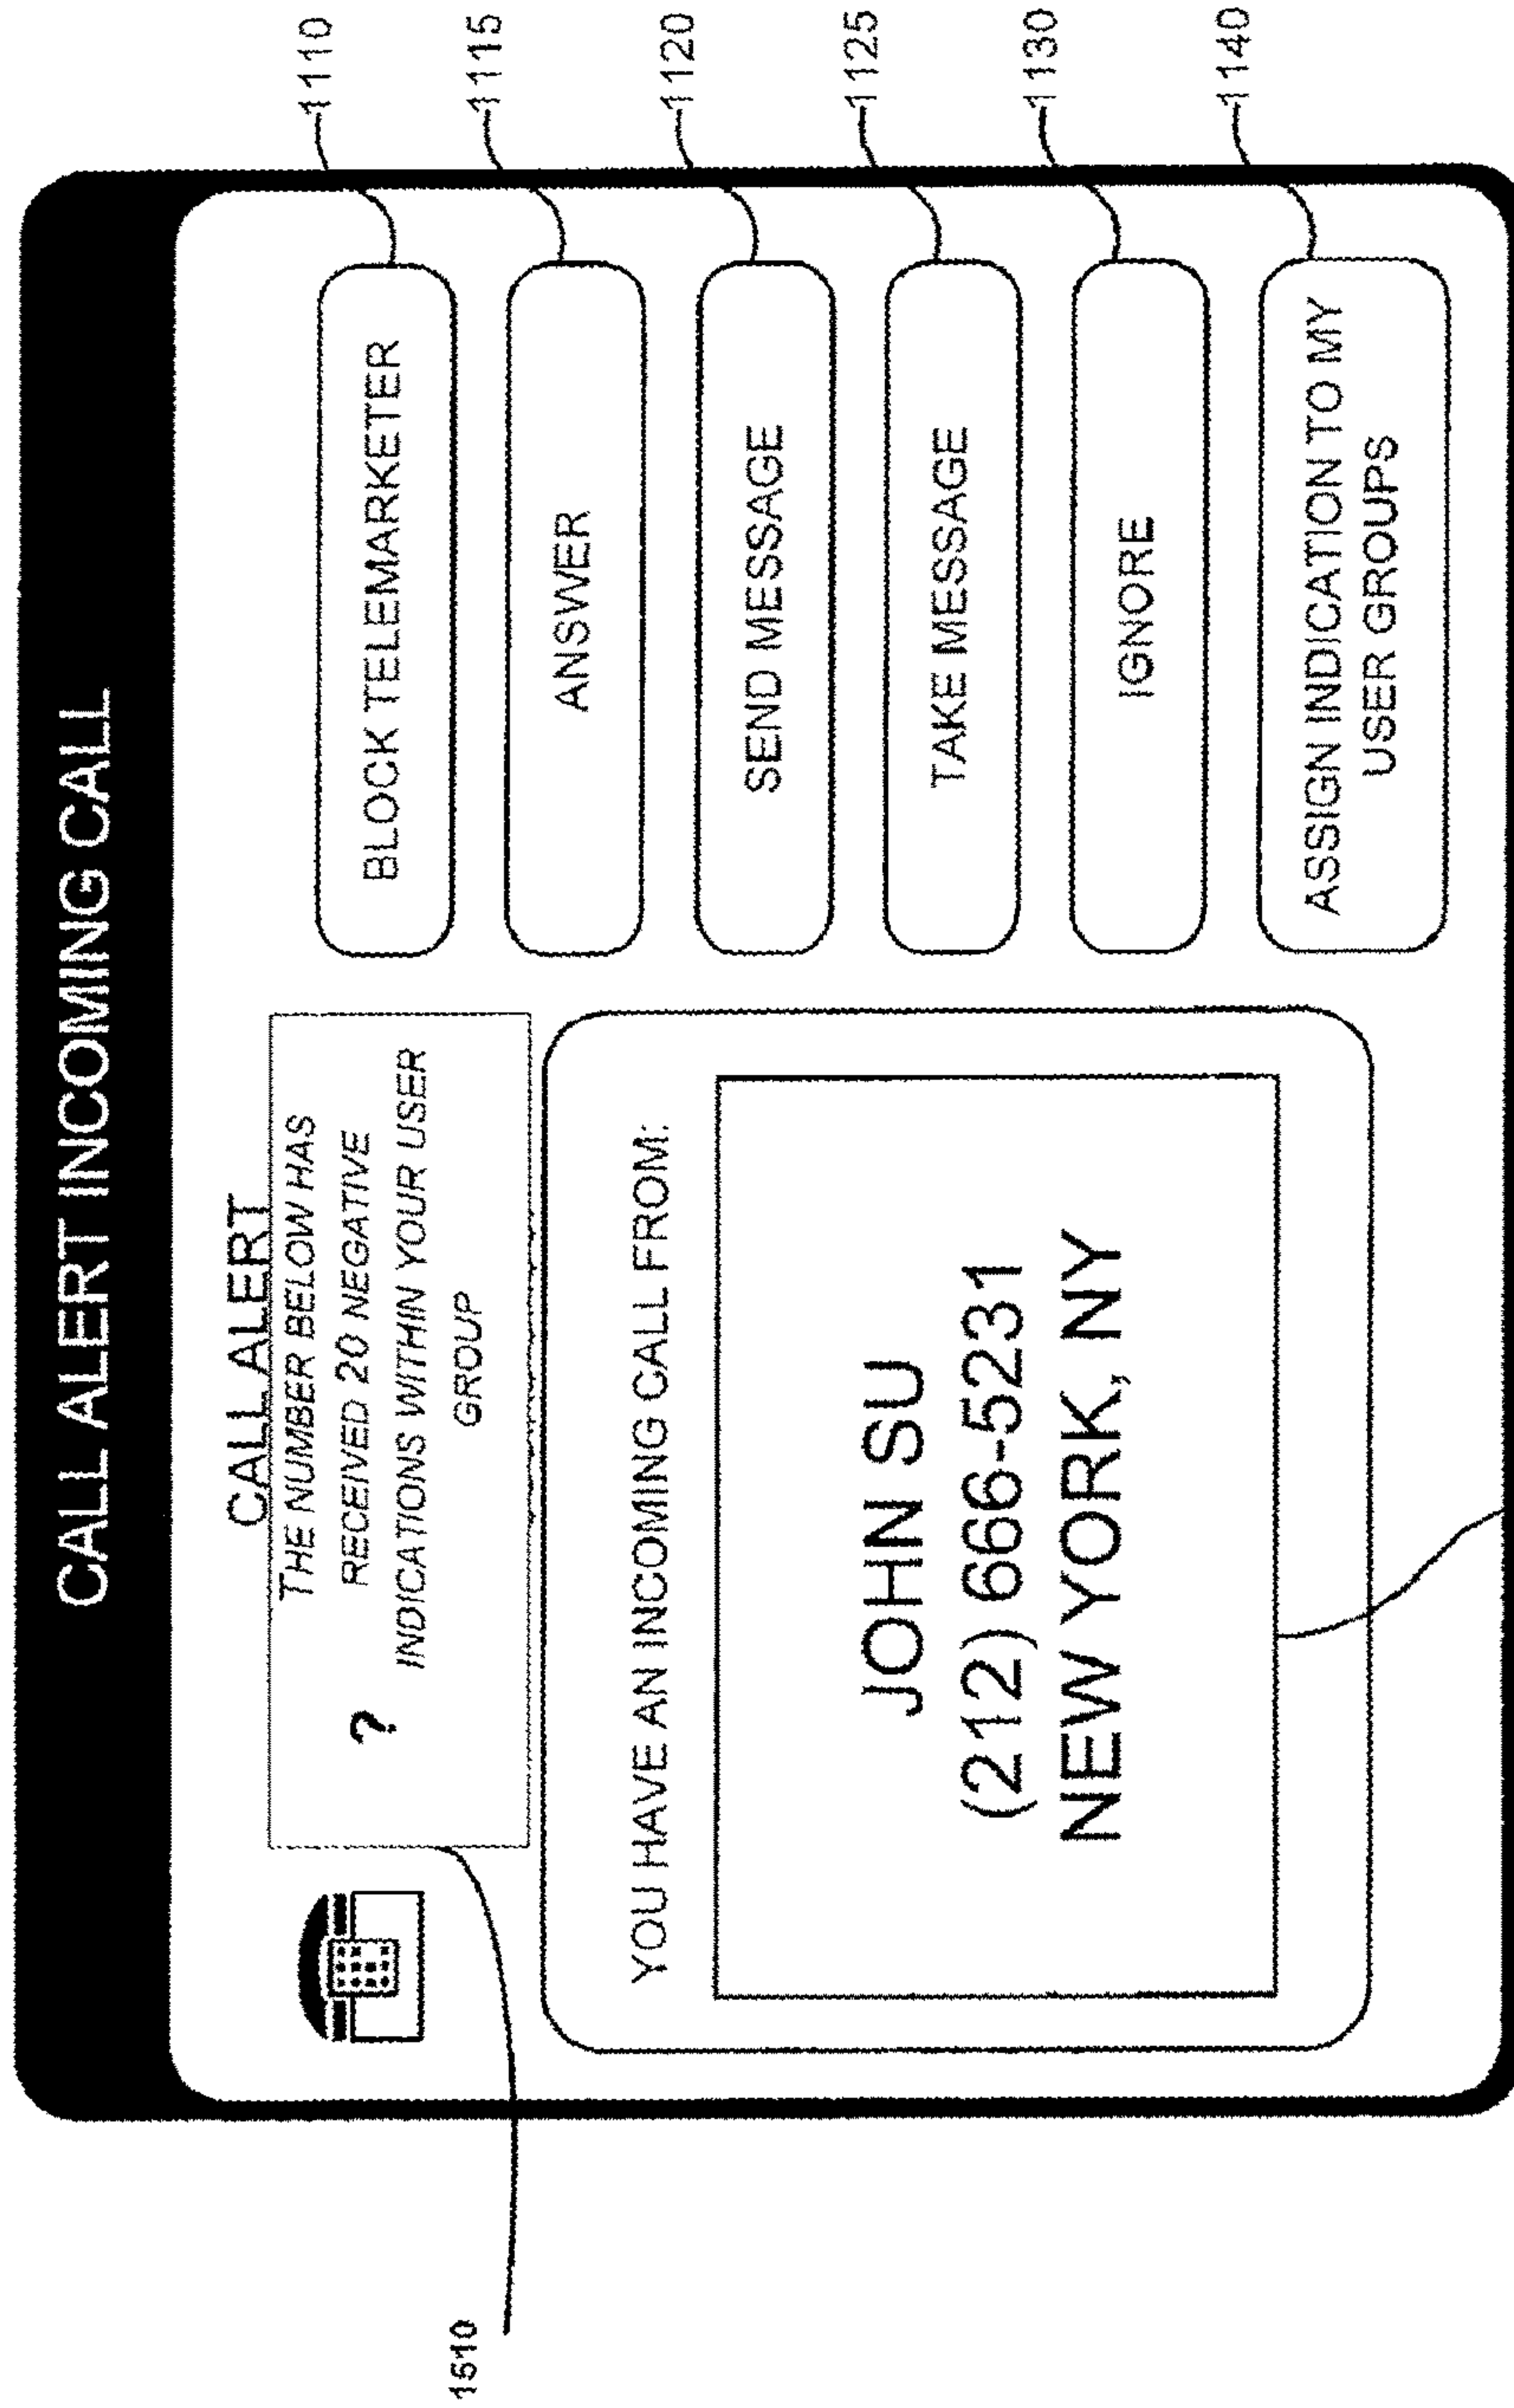 CALL ALERT INCOMING CALL
CALL ALERT
THE NUMBER BELOW HAS
RECEIVED 20 NEGATIVE
?
INDICATIONS WITHIN YOUR USER
GROUP
YOU HAVE AN INCOMING CALL FROM:
JOHN SU
(212) 666-5231
NEW YORK, NY
BLOCK TELEMARKETER
ANSWER
SEND MESSAGE
TAKE MESSAGE
IGNORE
ASSIGN INDICATION TO MY
USER GROUPS
1110
1115
1120
1125
1130
1140
1510